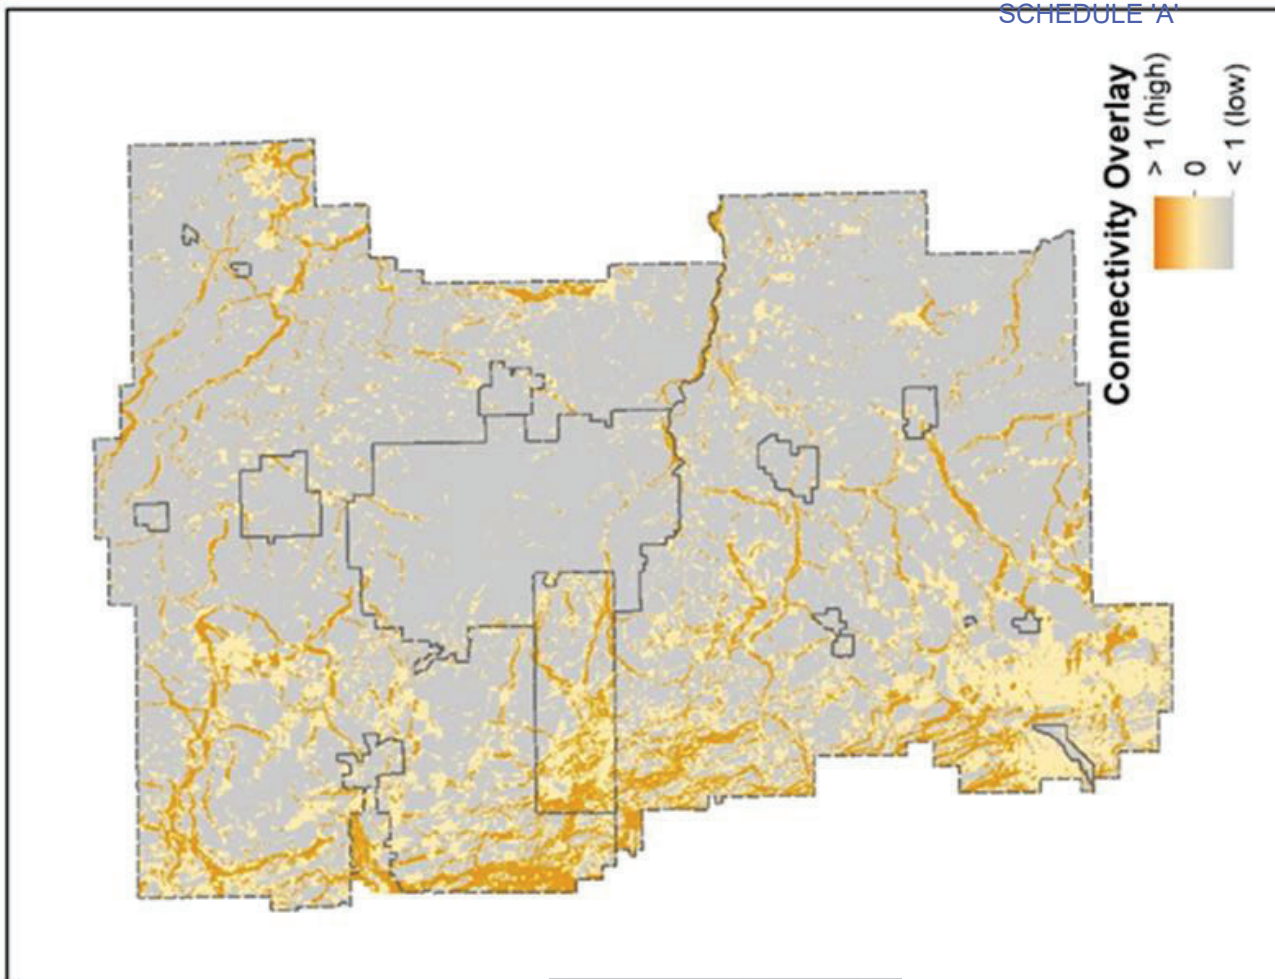 SCHEDULE 'A'
Connectivity Overlay
> 1 (high)
0
< 1 (low)